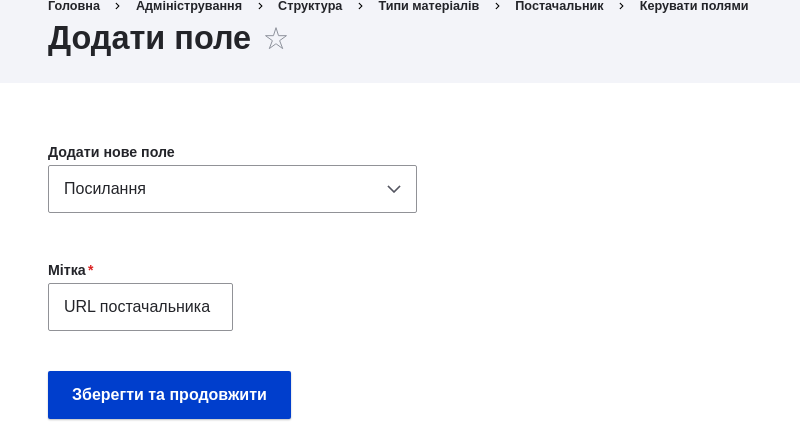 Головна › Адміністрування › Структура › Типи матеріалів › Постачальник › Керувати полями
Додати поле
Додати нове поле
Посилання
Мітка*
URL постачальника
Зберегти та продовжити